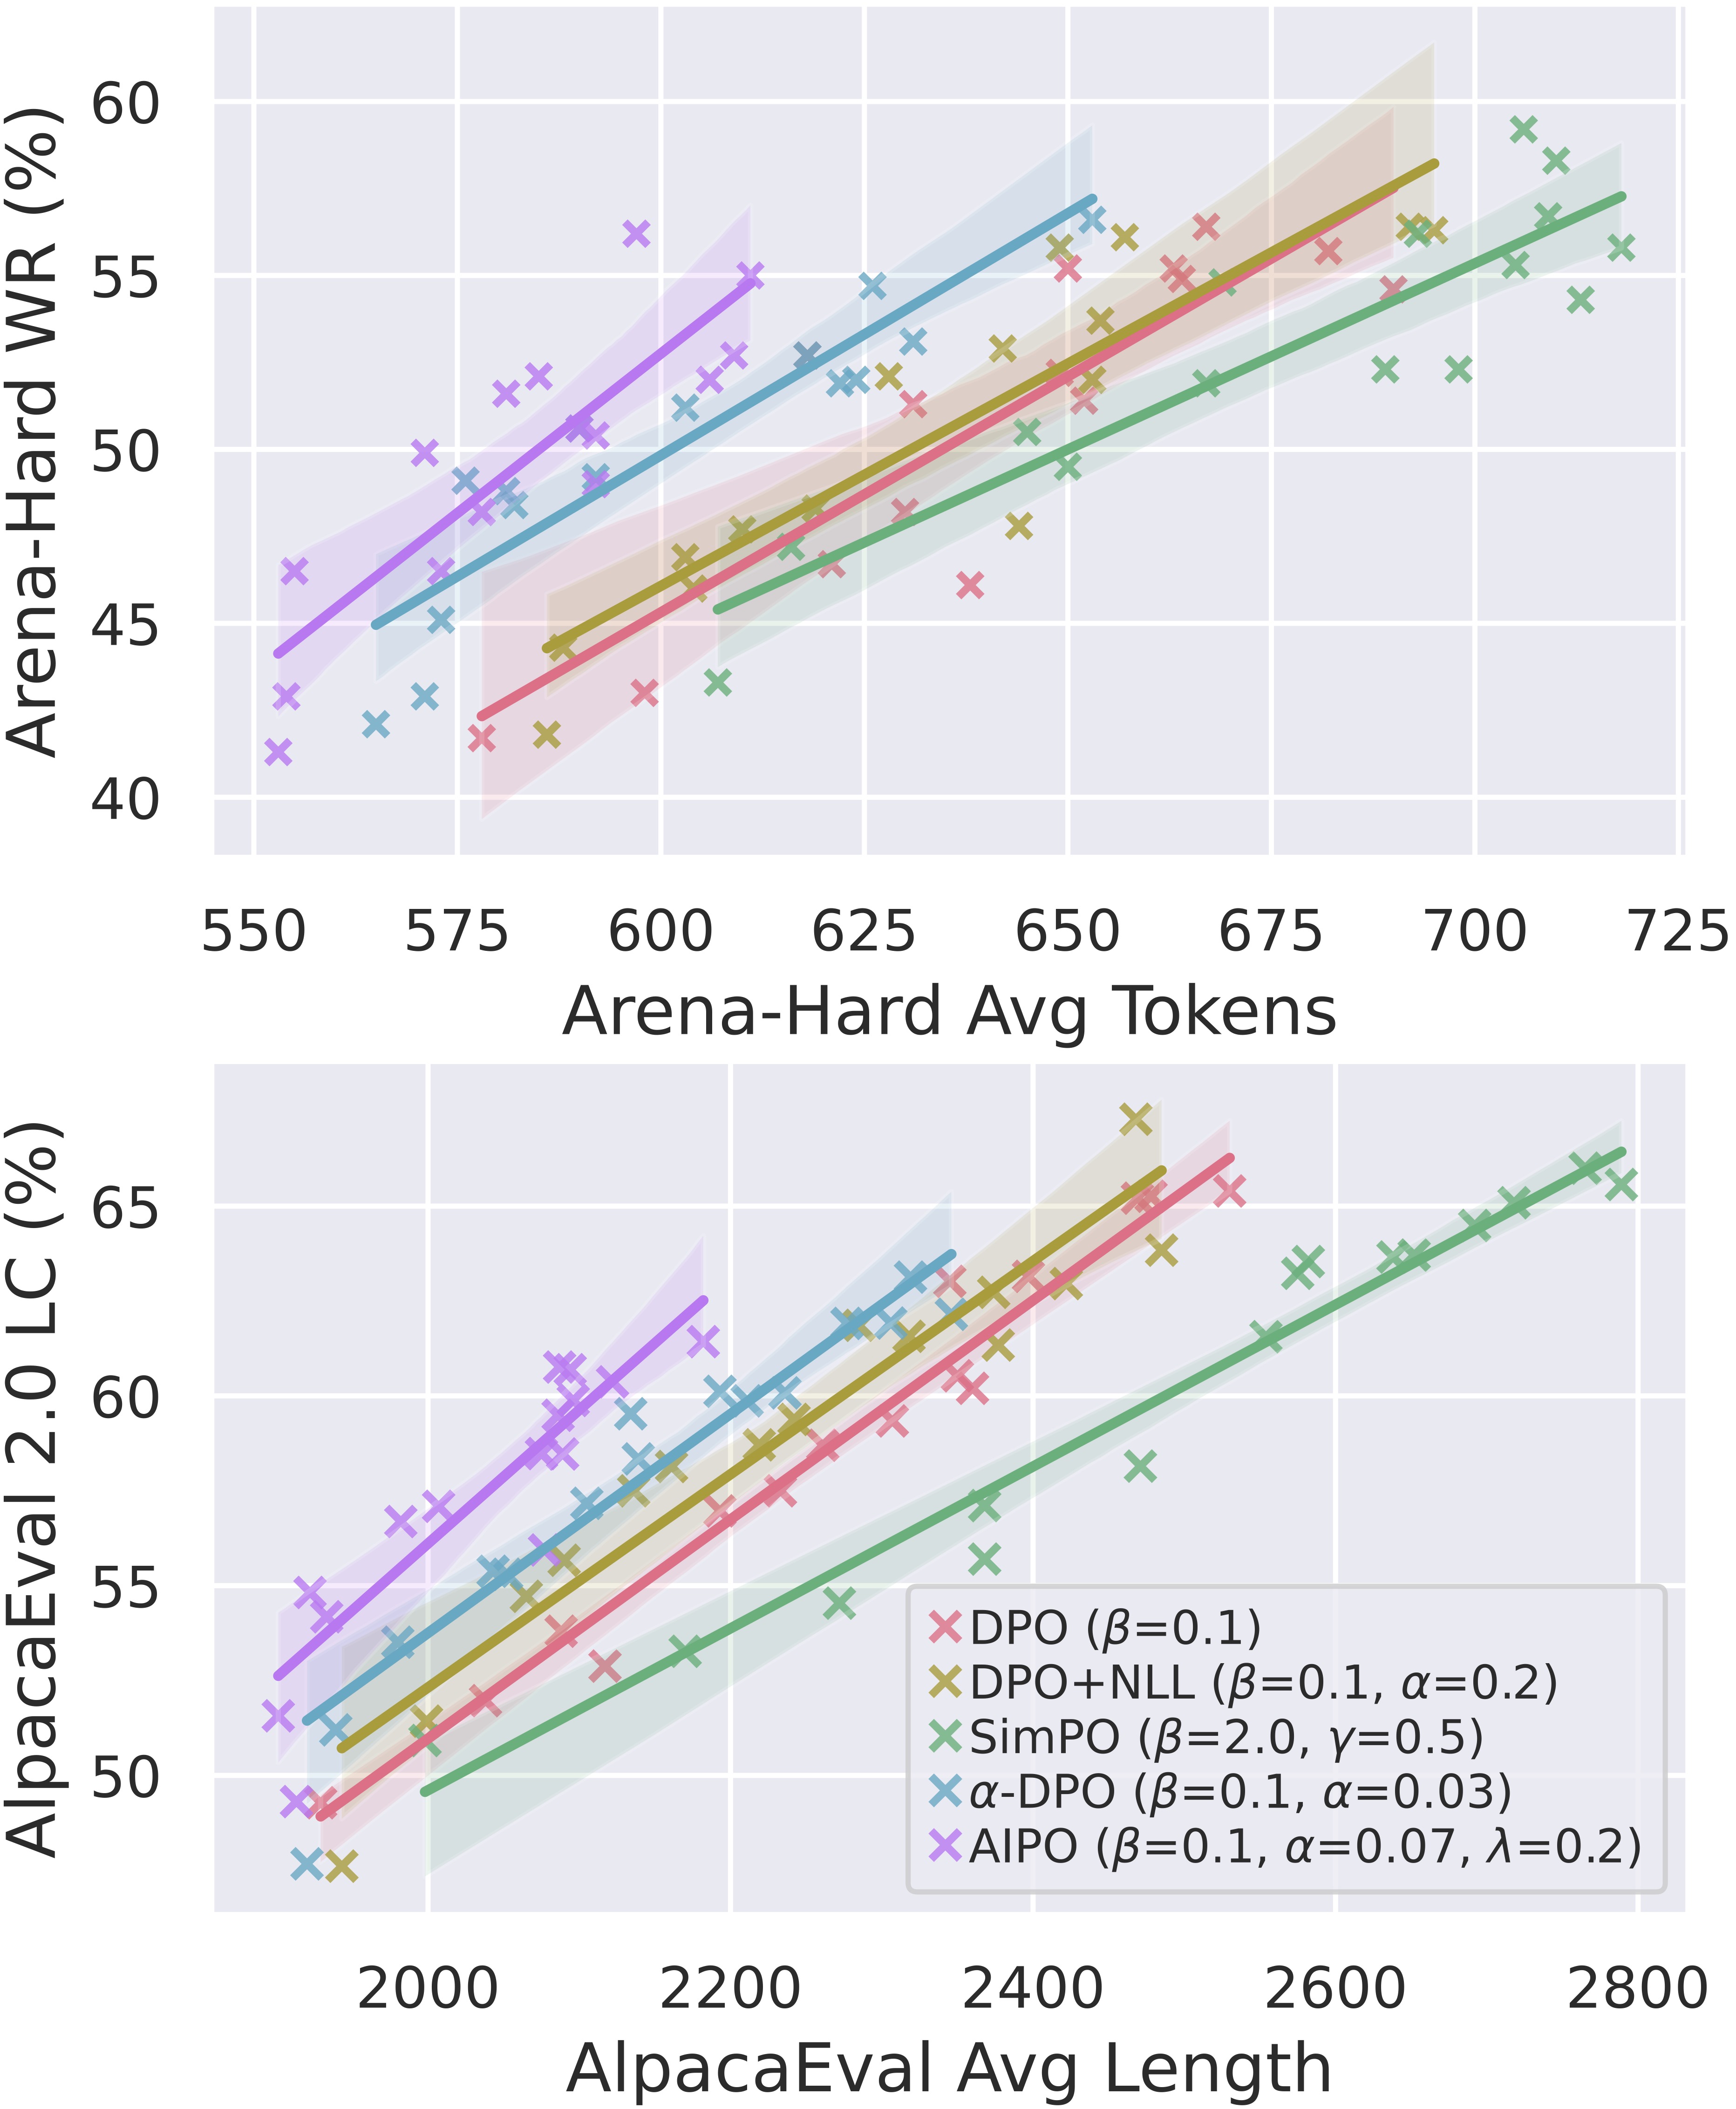 Arena-Hard WR (%)
60
55
50
45
40
550 575 600 625 650 675 700 725
Arena-Hard Avg Tokens
AlpacaEval 2.0 LC (%)
65
60
55
50
DPO (β=0.1)
DPO+NLL (β=0.1, α=0.2)
SimPO (β=2.0, γ=0.5)
α-DPO (β=0.1, α=0.03)
AIPO (β=0.1, α=0.07, λ=0.2)
2000 2200 2400 2600 2800
AlpacaEval Avg Length